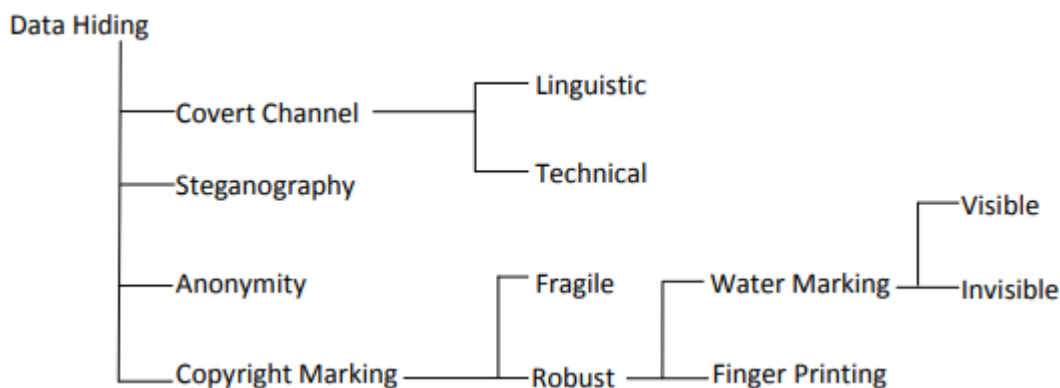 Data Hiding
Linguistic
Covert Channel
Technical
Steganography
Visible
Anonymity
Fragile
Water Marking
Invisible
Copyright Marking
Robust
Finger Printing